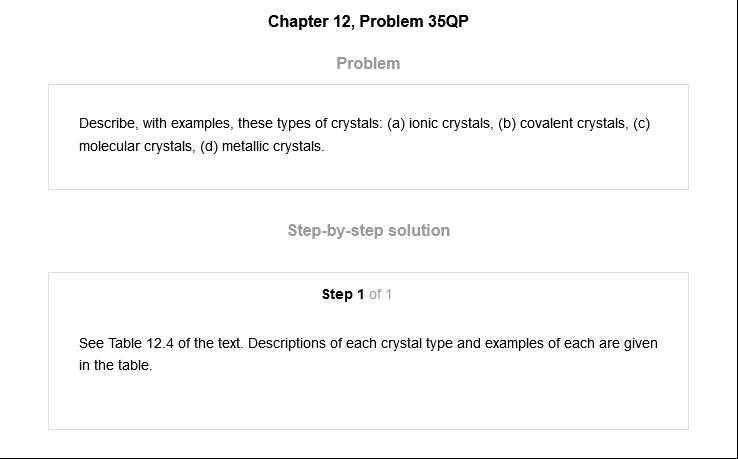 Chapter 12, Problem 35QP
Problem
Describe, with examples, these types of crystals: (a) ionic crystals, (b) covalent crystals, (c)
molecular crystals, (d) metallic crystals.
Step-by-step solution
Step 1 of 1
See Table 12.4 of the text. Descriptions of each crystal type and examples of each are given
in the table.